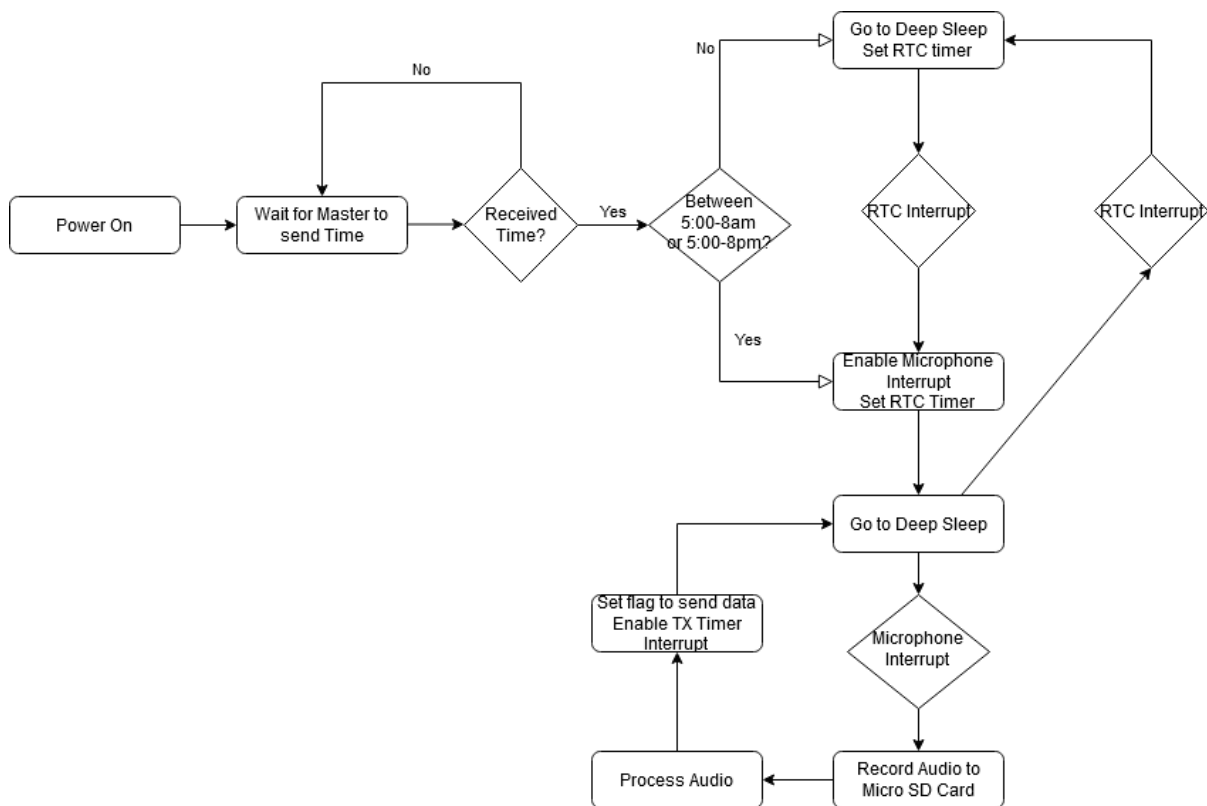 Go to Deep Sleep
Set RTC timer
No
No
Power On
Wait for Master to
send Time
Received
Time?
Yes
Between
5:00-8am
or 5:00-8pm?
RTC Interrupt
RTC Interrupt
Yes
Enable Microphone
Interrupt
Set RTC Timer
Go to Deep Sleep
Set flag to send data
Enable TX Timer
Interrupt
Microphone
Interrupt
Process Audio
Record Audio to
Micro SD Card